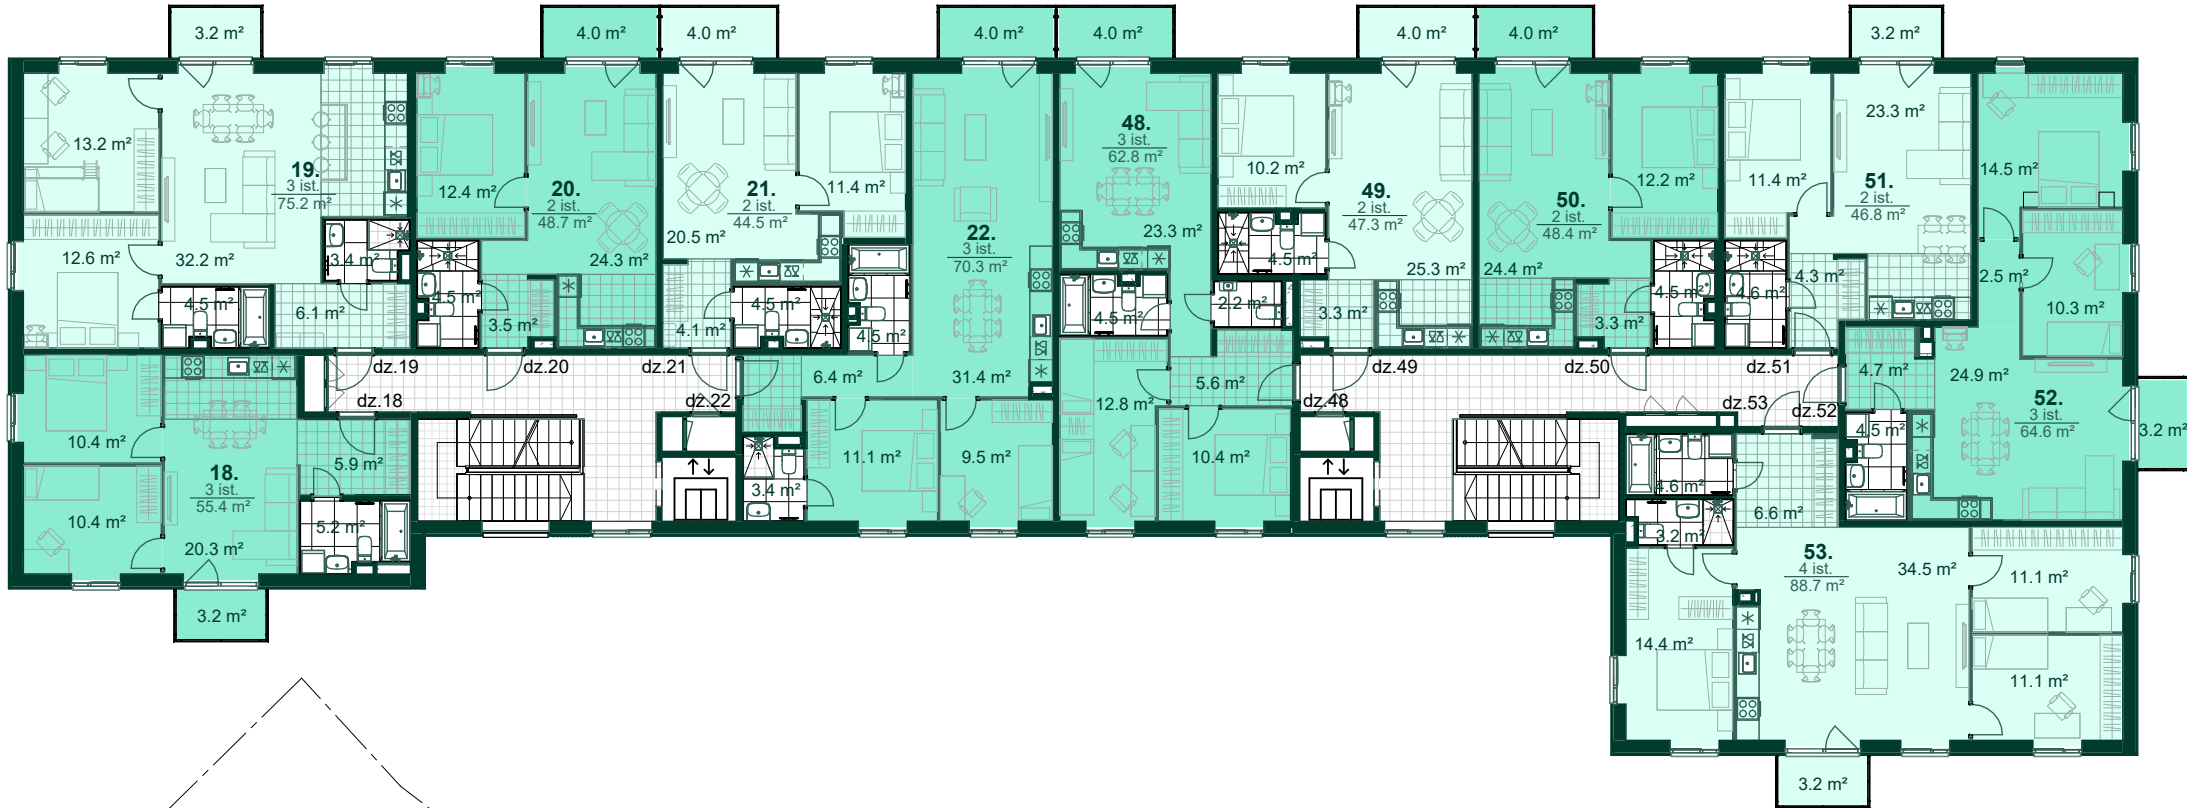 3.2 m²
4.0 m²
4.0 m²
4.0 m²
4.0 m²
4.0 m²
4.0 m²
3.2 m²
13.2 m²
19.
3 ist.
75.2 m²
12.6 m²
32.2 m²
3.4 m²
4.5 m²
6.1 m²
12.4 m²
20.
2 ist.
48.7 m²
24.3 m²
4.5 m²
3.5 m²
21.
2 ist.
44.5 m²
11.4 m²
20.5 m²
4.1 m²
4.5 m²
22.
3 ist.
70.3 m²
4.5 m²
6.4 m²
31.4 m²
11.1 m²
9.5 m²
3.4 m²
48.
3 ist.
62.8 m²
23.3 m²
4.5 m²
2.2 m²
5.6 m²
12.8 m²
10.4 m²
10.2 m²
49.
2 ist.
47.3 m²
4.5 m²
25.3 m²
3.3 m²
50.
2 ist.
48.4 m²
12.2 m²
24.4 m²
4.5 m²
3.3 m²
23.3 m²
11.4 m²
51.
2 ist.
46.8 m²
4.3 m²
4.6 m²
14.5 m²
2.5 m²
10.3 m²
4.7 m²
24.9 m²
52.
3 ist.
64.6 m²
4.5 m²
3.2 m²
dz.19
dz.20
dz.21
dz.18
dz.22
dz.49
dz.50
dz.51
dz.48
dz.53
dz.52
10.4 m²
18.
3 ist.
55.4 m²
5.9 m²
10.4 m²
5.2 m²
20.3 m²
3.2 m²
4.6 m²
6.6 m²
3.2 m²
53.
4 ist.
88.7 m²
34.5 m²
11.1 m²
14.4 m²
11.1 m²
3.2 m²